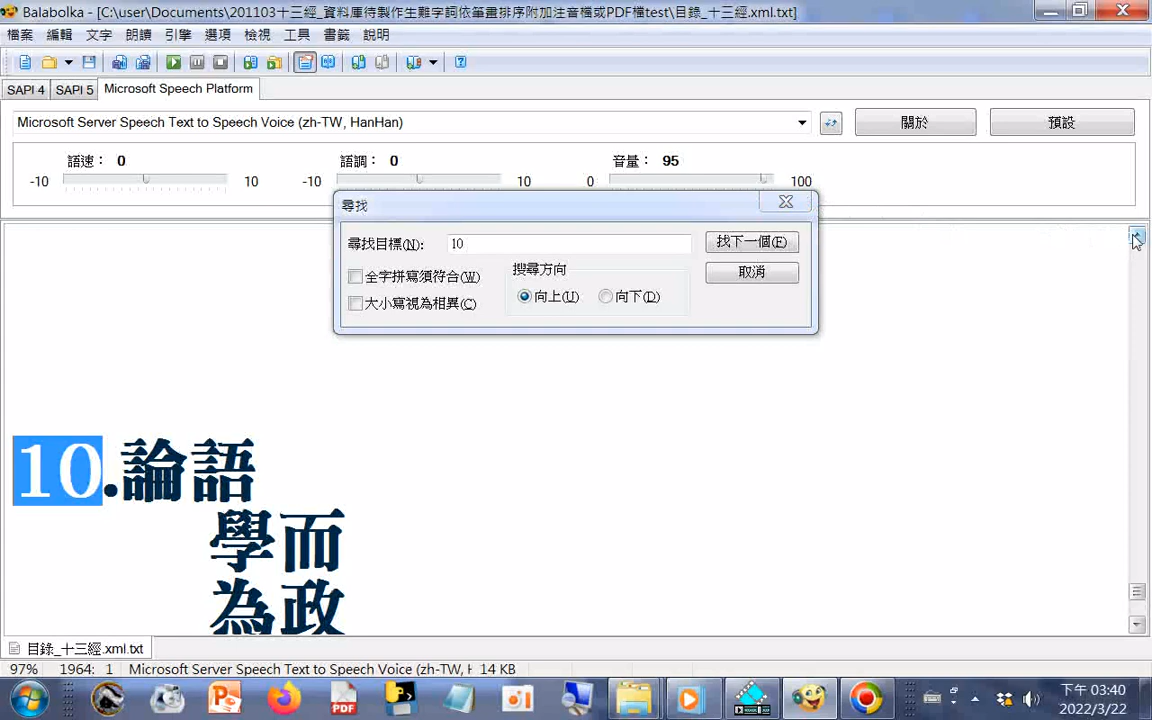 Balabolka - [C:\user\Documents\201103十三經_資料庫待製作生難字詞依筆畫排序附加注音檔或PDF檔test\目錄_十三經.xml.txt]
檔案 編輯 文字 朗讀 引擎 選項 檢視 工具 書籤 說明
SAPI 4 SAPI 5 Microsoft Speech Platform
Microsoft Server Speech Text to Speech Voice (zh-TW, HanHan) 關於 預設
語速： 0 語調： 0 音量： 95
-10 10 -10 10 0 100
尋找
尋找目標(N): 10 找下一個(F)
全字拼寫須符合(W) 搜尋方向 取消
大小寫視為相異(C) 向上(U) 向下(D)
10.論語
學而
為政
目錄_十三經.xml.txt
97% 1964: 1 Microsoft Server Speech Text to Speech Voice (zh-TW, 14 KB
下午 03:40
2022/3/22